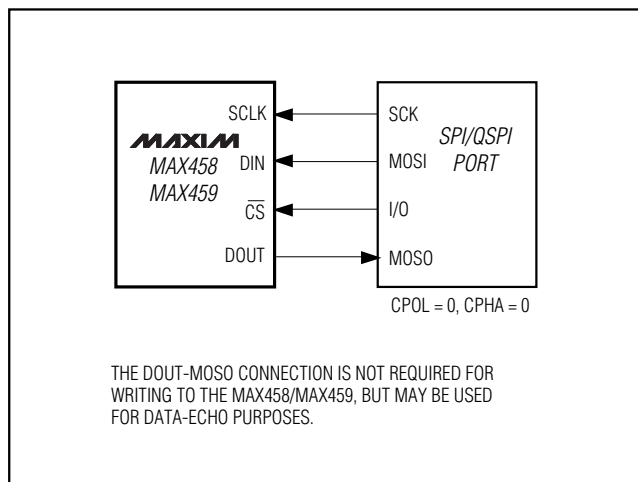 SCLK SCK
MAXIM SPI/QSPI
MAX458 DIN MOSI PORT
MAX459
CS I/O
DOUT MOSO
CPOL = 0, CPHA = 0
THE DOUT-MOSO CONNECTION IS NOT REQUIRED FOR
WRITING TO THE MAX458/MAX459, BUT MAY BE USED
FOR DATA-ECHO PURPOSES.